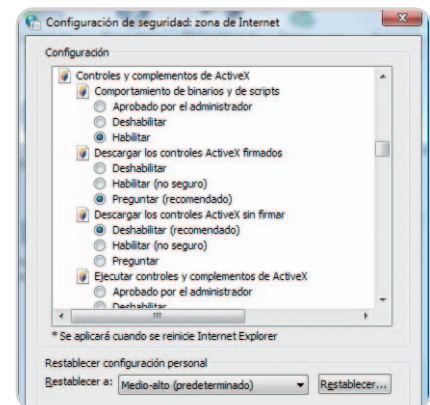 Configuración de seguridad: zona de Internet
Configuración
Controles y complementos de ActiveX
Comportamiento de binarios y de scripts
Aprobado por el administrador
Deshabilitar
Habilitar
Descargar los controles ActiveX firmados
Deshabilitar
Habilitar (no seguro)
Preguntar (recomendado)
Descargar los controles ActiveX sin firmar
Deshabilitar (recomendado)
Habilitar (no seguro)
Preguntar
Ejecutar controles y complementos de ActiveX
Aprobado por el administrador
Deshabilitar
* Se aplicará cuando se reinicie Internet Explorer
Restablecer configuración personal
Restablecer a: Medio-alto (predeterminado) Restablecer...